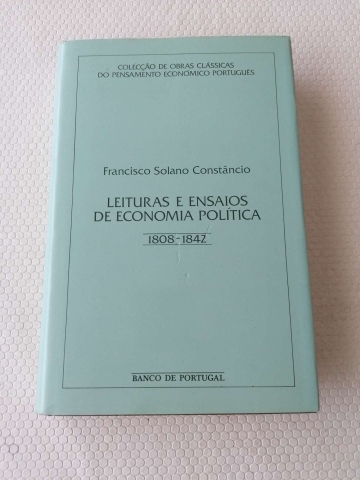 COLECÇÃO DE OBRAS CLÁSSICAS
DO PENSAMENTO ECONÓMICO PORTUGUÊS
Francisco Solano Constâncio
LEITURAS E ENSAIOS
DE ECONOMIA POLÍTICA
1808-1842
BANCO DE PORTUGAL